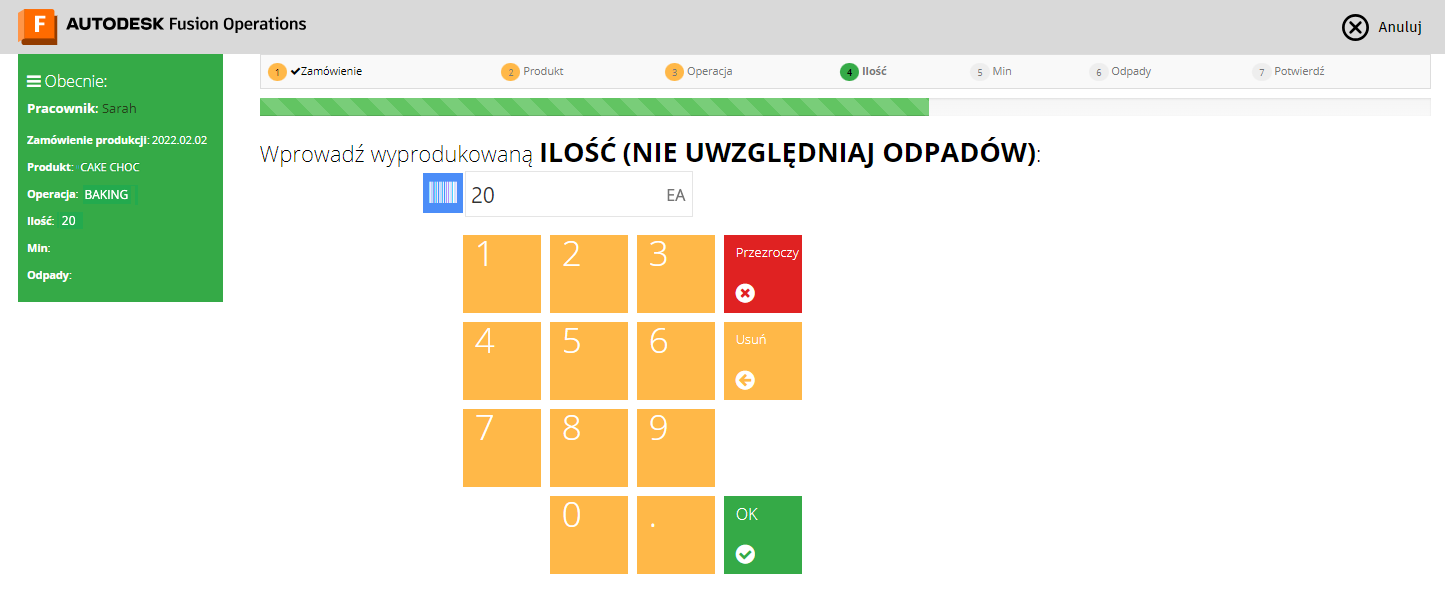 F AUTODESK Fusion Operations
Anuluj
Obecnie:
Pracownik: Sarah
Zamówienie produkcji: 2022.02.02
Produkt: CAKE CHOC
Operacja: BAKING
Ilość: 20
Min:
Odpady:
1 Zamówienie 2 Produkt 3 Operacja 4 Ilość 5 Min 6 Odpady 7 Potwierdź
Wprowadź wyprodukowaną ILOŚĆ (NIE UWZGLĘDNIAJ ODPADÓW):
20 EA
1 2 3 Przezroczy
4 5 6 Usuń
7 8 9
0 . OK